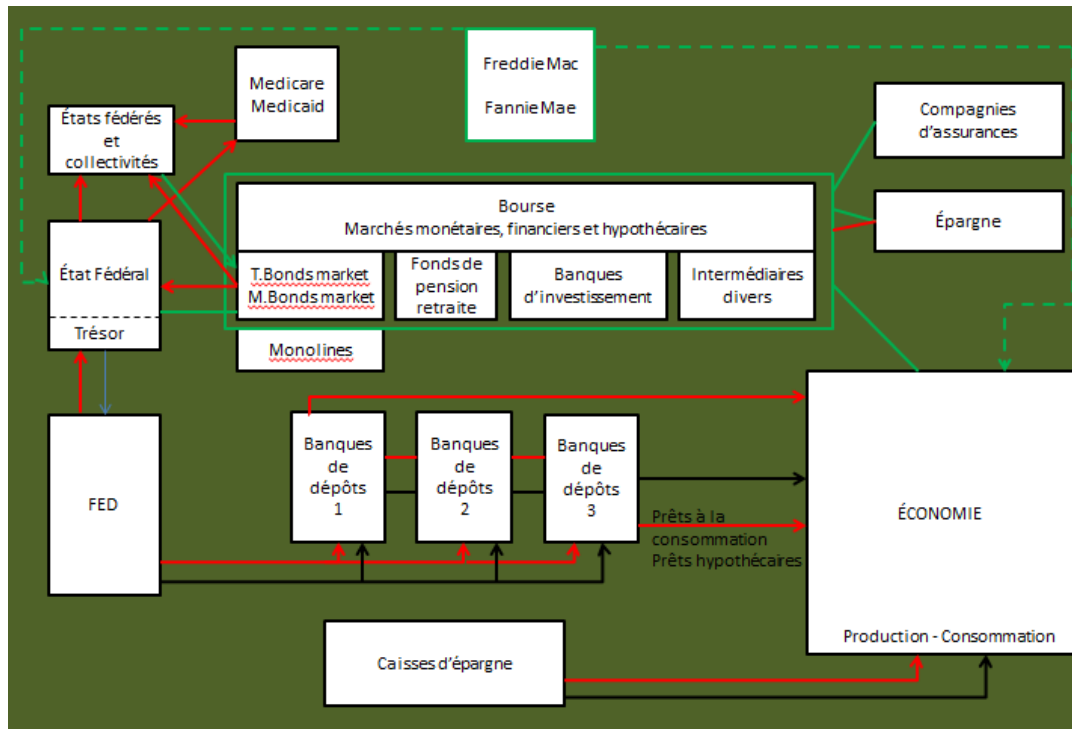 Freddie Mac
Fannie Mae
Medicare
Medicaid
États fédérés
et
collectivités
Compagnies
d'assurances
Bourse
Marchés monétaires, financiers et hypothécaires
Épargne
État Fédéral
Trésor
T.Bonds market
M.Bonds market
Fonds de
pension
retraite
Banques
d'investissement
Intermédiaires
divers
Monolines
FED
Banques
de
dépôts
1
Banques
de
dépôts
2
Banques
de
dépôts
3
Prêts à la
consommation
Prêts hypothécaires
ÉCONOMIE
Production - Consommation
Caisses d'épargne